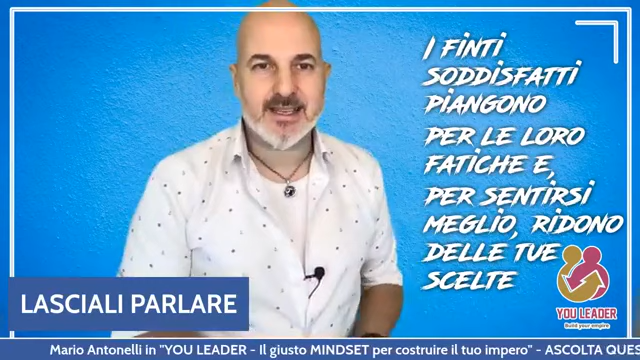 I FINTI
SODDISFATTI
PIANGONO
PER LE LORO
FATICHE E,
PER SENTIRSI
MEGLIO, RIDONO
DELLE TUE
SCELTE
YOU LEADER
Build your empire
LASCIALI PARLARE
Mario Antonelli in "YOU LEADER - Il giusto MINDSET per costruire il tuo impero" - ASCOLTA QUES